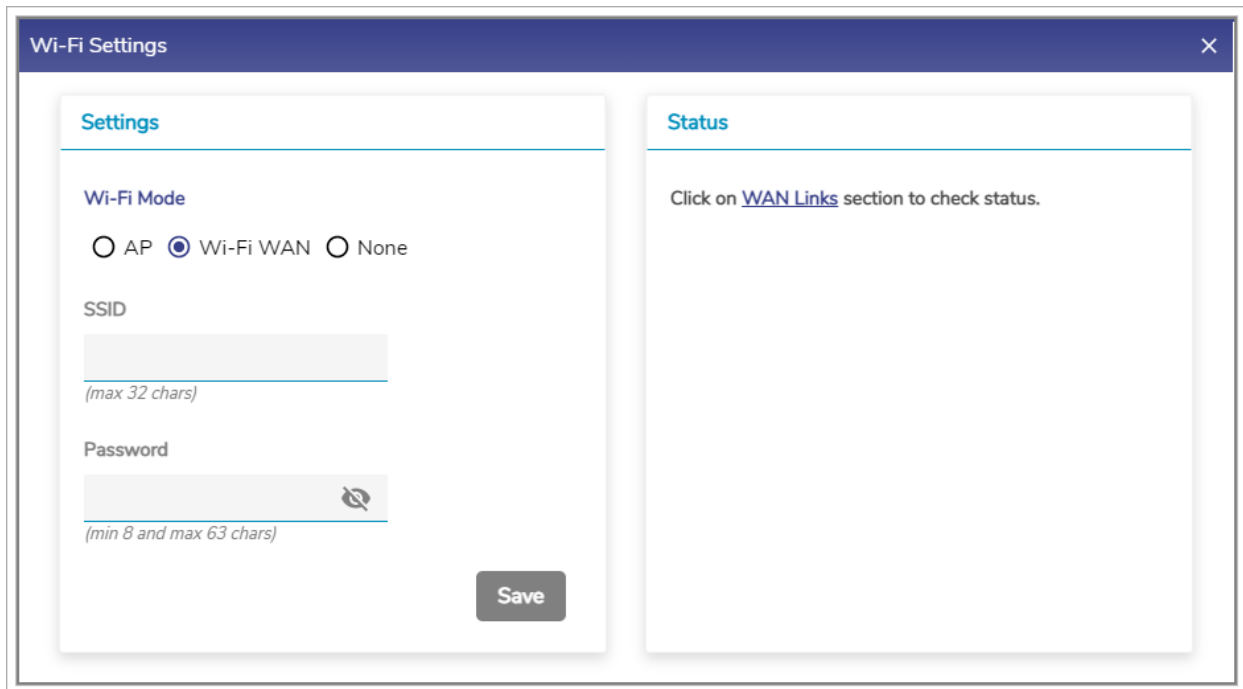 Wi-Fi Settings
Settings
Wi-Fi Mode
AP Wi-Fi WAN None
SSID
(max 32 chars)
Password
(min 8 and max 63 chars)
Save
Status
Click on WAN Links section to check status.